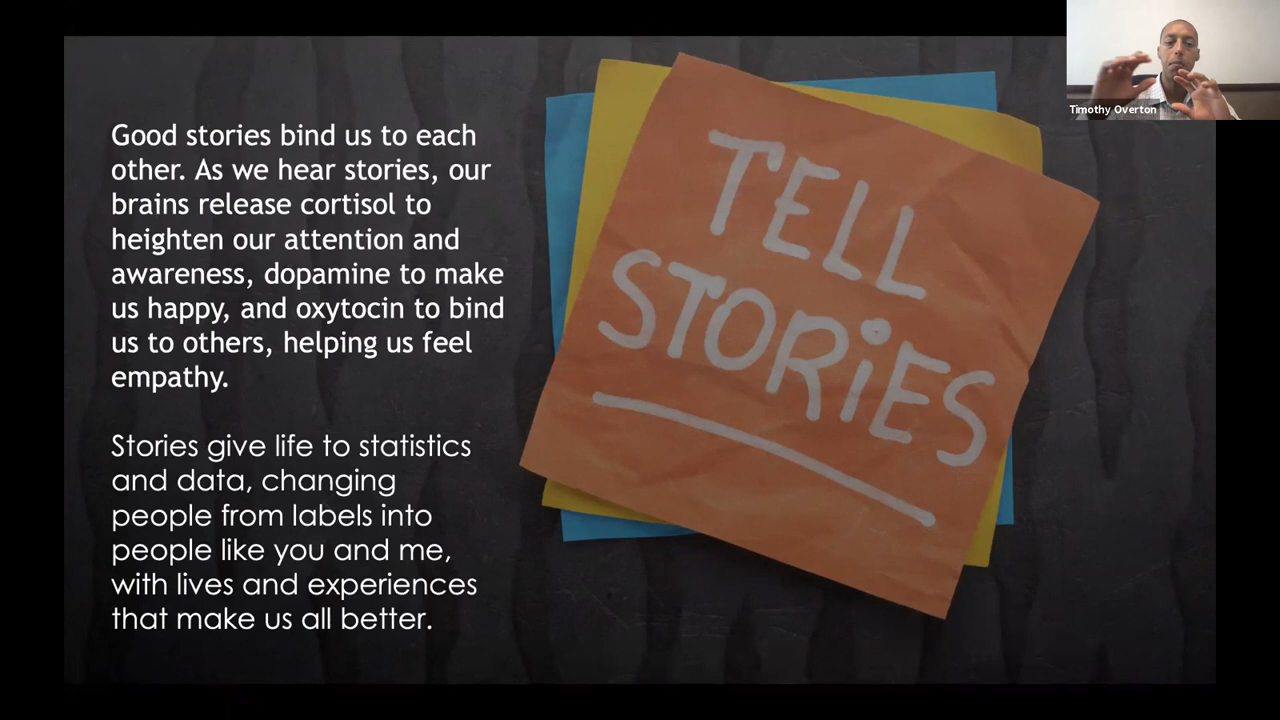 Good stories bind us to each
other. As we hear stories, our
brains release cortisol to
heighten our attention and
awareness, dopamine to make
us happy, and oxytocin to bind
us to others, helping us feel
empathy.
Stories give life to statistics
and data, changing
people from labels into
people like you and me,
with lives and experiences
that make us all better.
TELL
STORiES
Timothy Overton